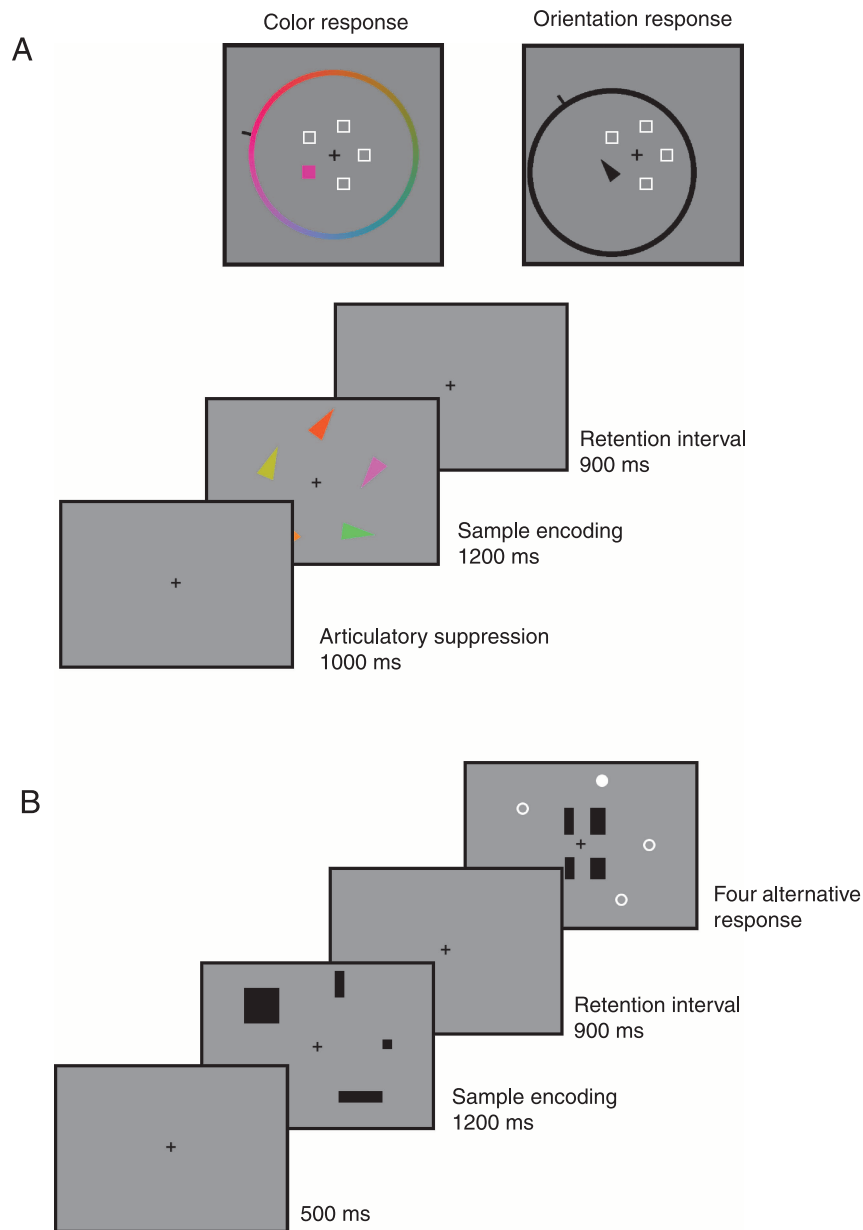 A
Color response
Orientation response
Retention interval
900 ms
Sample encoding
1200 ms
Articulatory suppression
1000 ms
B
Four alternative
response
Retention interval
900 ms
Sample encoding
1200 ms
500 ms